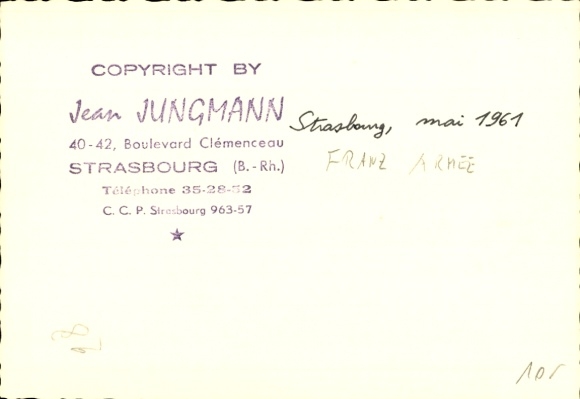 COPYRIGHT BY
Jean JUNGMANN
40-42, Boulevard Clémenceau
STRASBOURG (B.-Rh.)
Téléphone 35-28-52
C. C. P. Strasbourg 963-57
Strasbourg, mai 1961
FRANZ ARMÉE